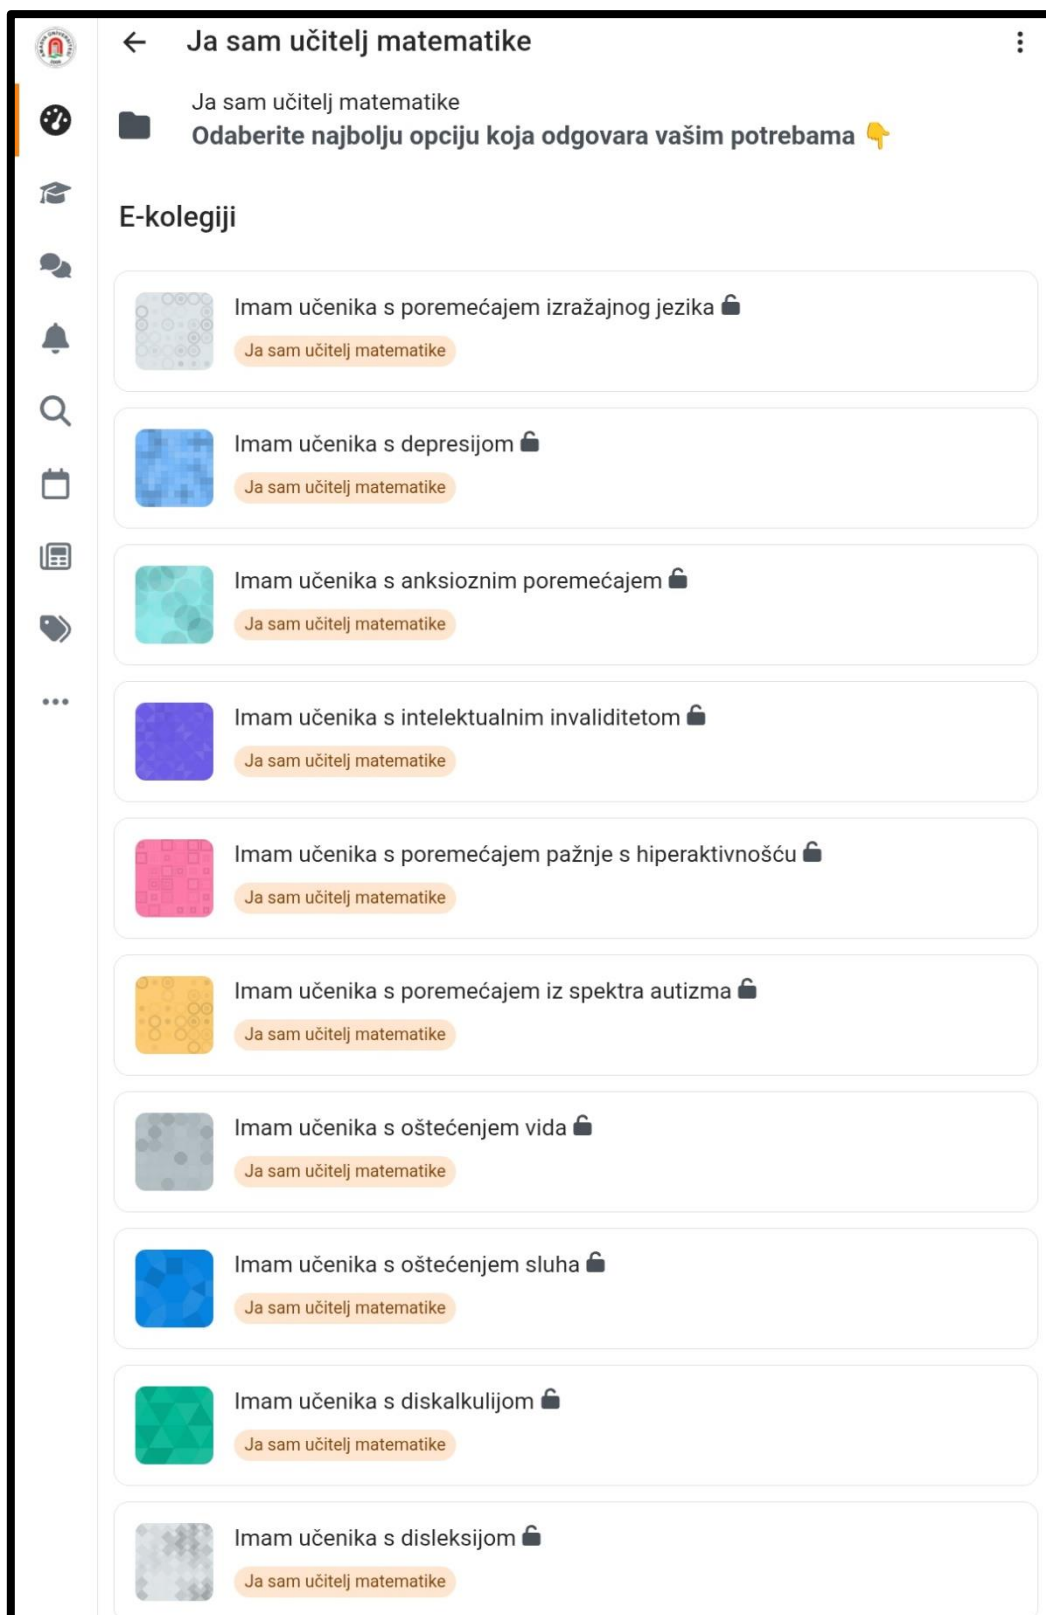 Ja sam učitelj matematike
Ja sam učitelj matematike
Odaberite najbolju opciju koja odgovara vašim potrebama 👇
E-kolegiji
Imam učenika s poremećajem izražajnog jezika
Ja sam učitelj matematike
Imam učenika s depresijom
Ja sam učitelj matematike
Imam učenika s anksioznim poremećajem
Ja sam učitelj matematike
Imam učenika s intelektualnim invaliditetom
Ja sam učitelj matematike
Imam učenika s poremećajem pažnje s hiperaktivnošću
Ja sam učitelj matematike
Imam učenika s poremećajem iz spektra autizma
Ja sam učitelj matematike
Imam učenika s oštećenjem vida
Ja sam učitelj matematike
Imam učenika s oštećenjem sluha
Ja sam učitelj matematike
Imam učenika s diskalkulijom
Ja sam učitelj matematike
Imam učenika s disleksijom
Ja sam učitelj matematike